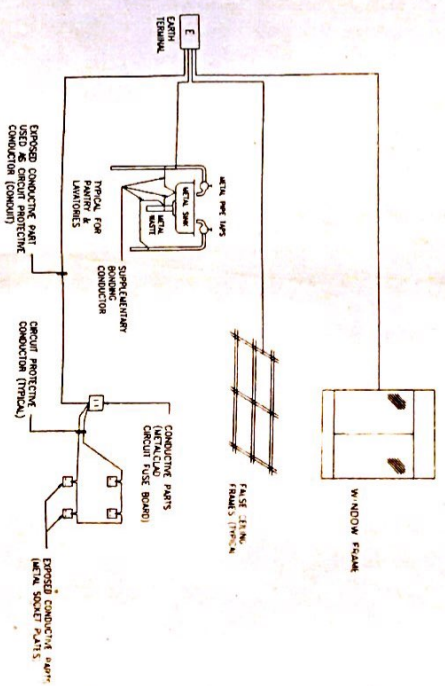 E
EARTH
TERMINAL
WINDOW FRAME
FALSE CEILING
FRAMES (TYPICAL
METAL PIPE TAPS
METAL SINK
METAL
WASTE
TYPICAL FOR
PANTRY &
LAVATORIES
SUPPLEMENTARY
BONDING
CONDUCTOR
EXPOSED CONDUCTIVE PART
USED AS CIRCUIT PROTECTIVE
CONDUCTOR (CONDUIT)
CIRCUIT PROTECTIVE
CONDUCTOR (TYPICAL)
CONDUCTIVE PARTS
(METALCLAD
CIRCUIT FUSE BOARD)
EXPOSED CONDUCTIVE PARTS
(METAL SOCKET PLATES